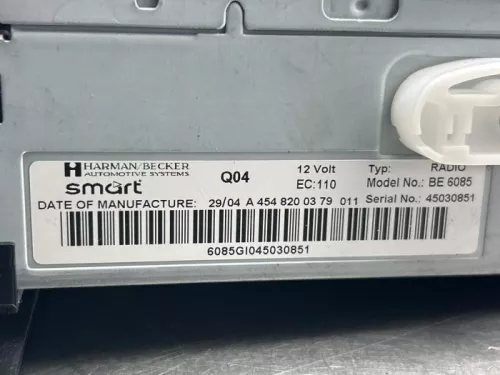 HARMAN/BECKER
AUTOMOTIVE SYSTEMS
smart
Q04
12 Volt
EC:110
Typ: RADIO
Model No.: BE 6085
DATE OF MANUFACTURE: 29/04 A 454 820 03 79 011 Serial No.: 45030851
6085GI045030851